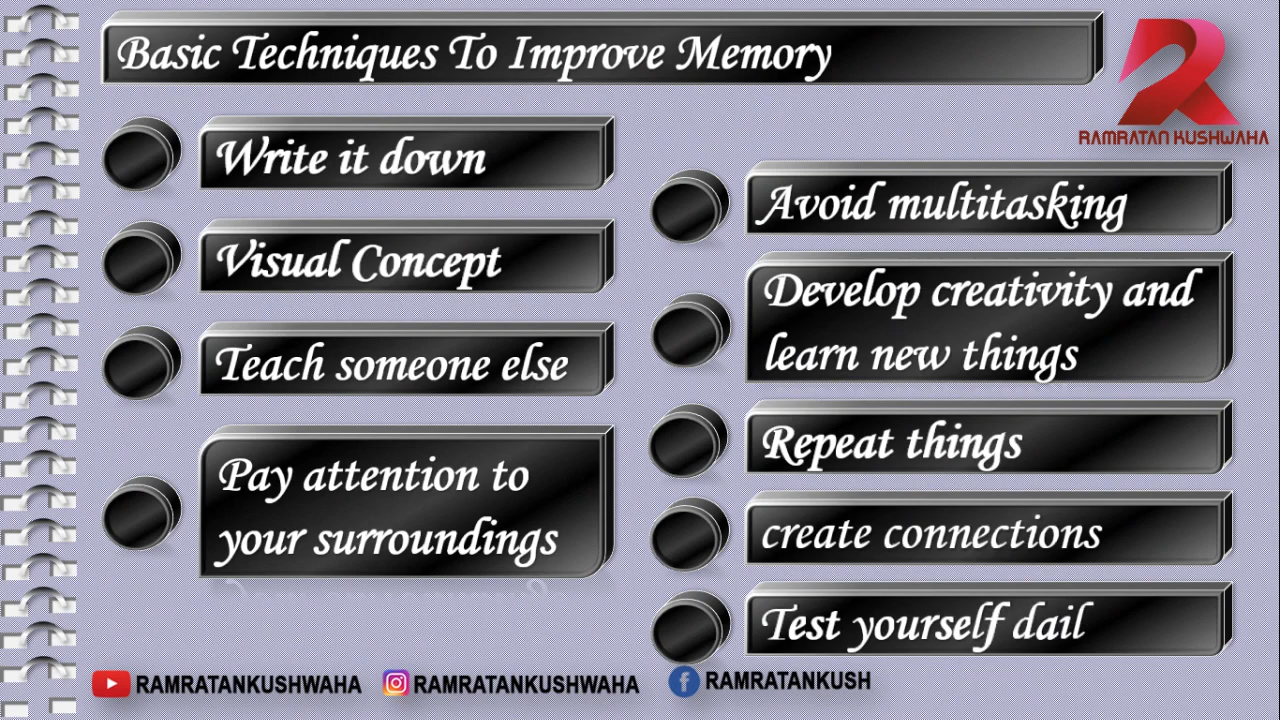 Basic Techniques To Improve Memory
RAMRATAN KUSHWAHA
Write it down
Visual Concept
Teach someone else
Pay attention to
your surroundings
Avoid multitasking
Develop creativity and
learn new things
Repeat things
create connections
Test yourself dail
RAMRATANKUSHWAHA
RAMRATANKUSHWAHA
RAMRATANKUSH